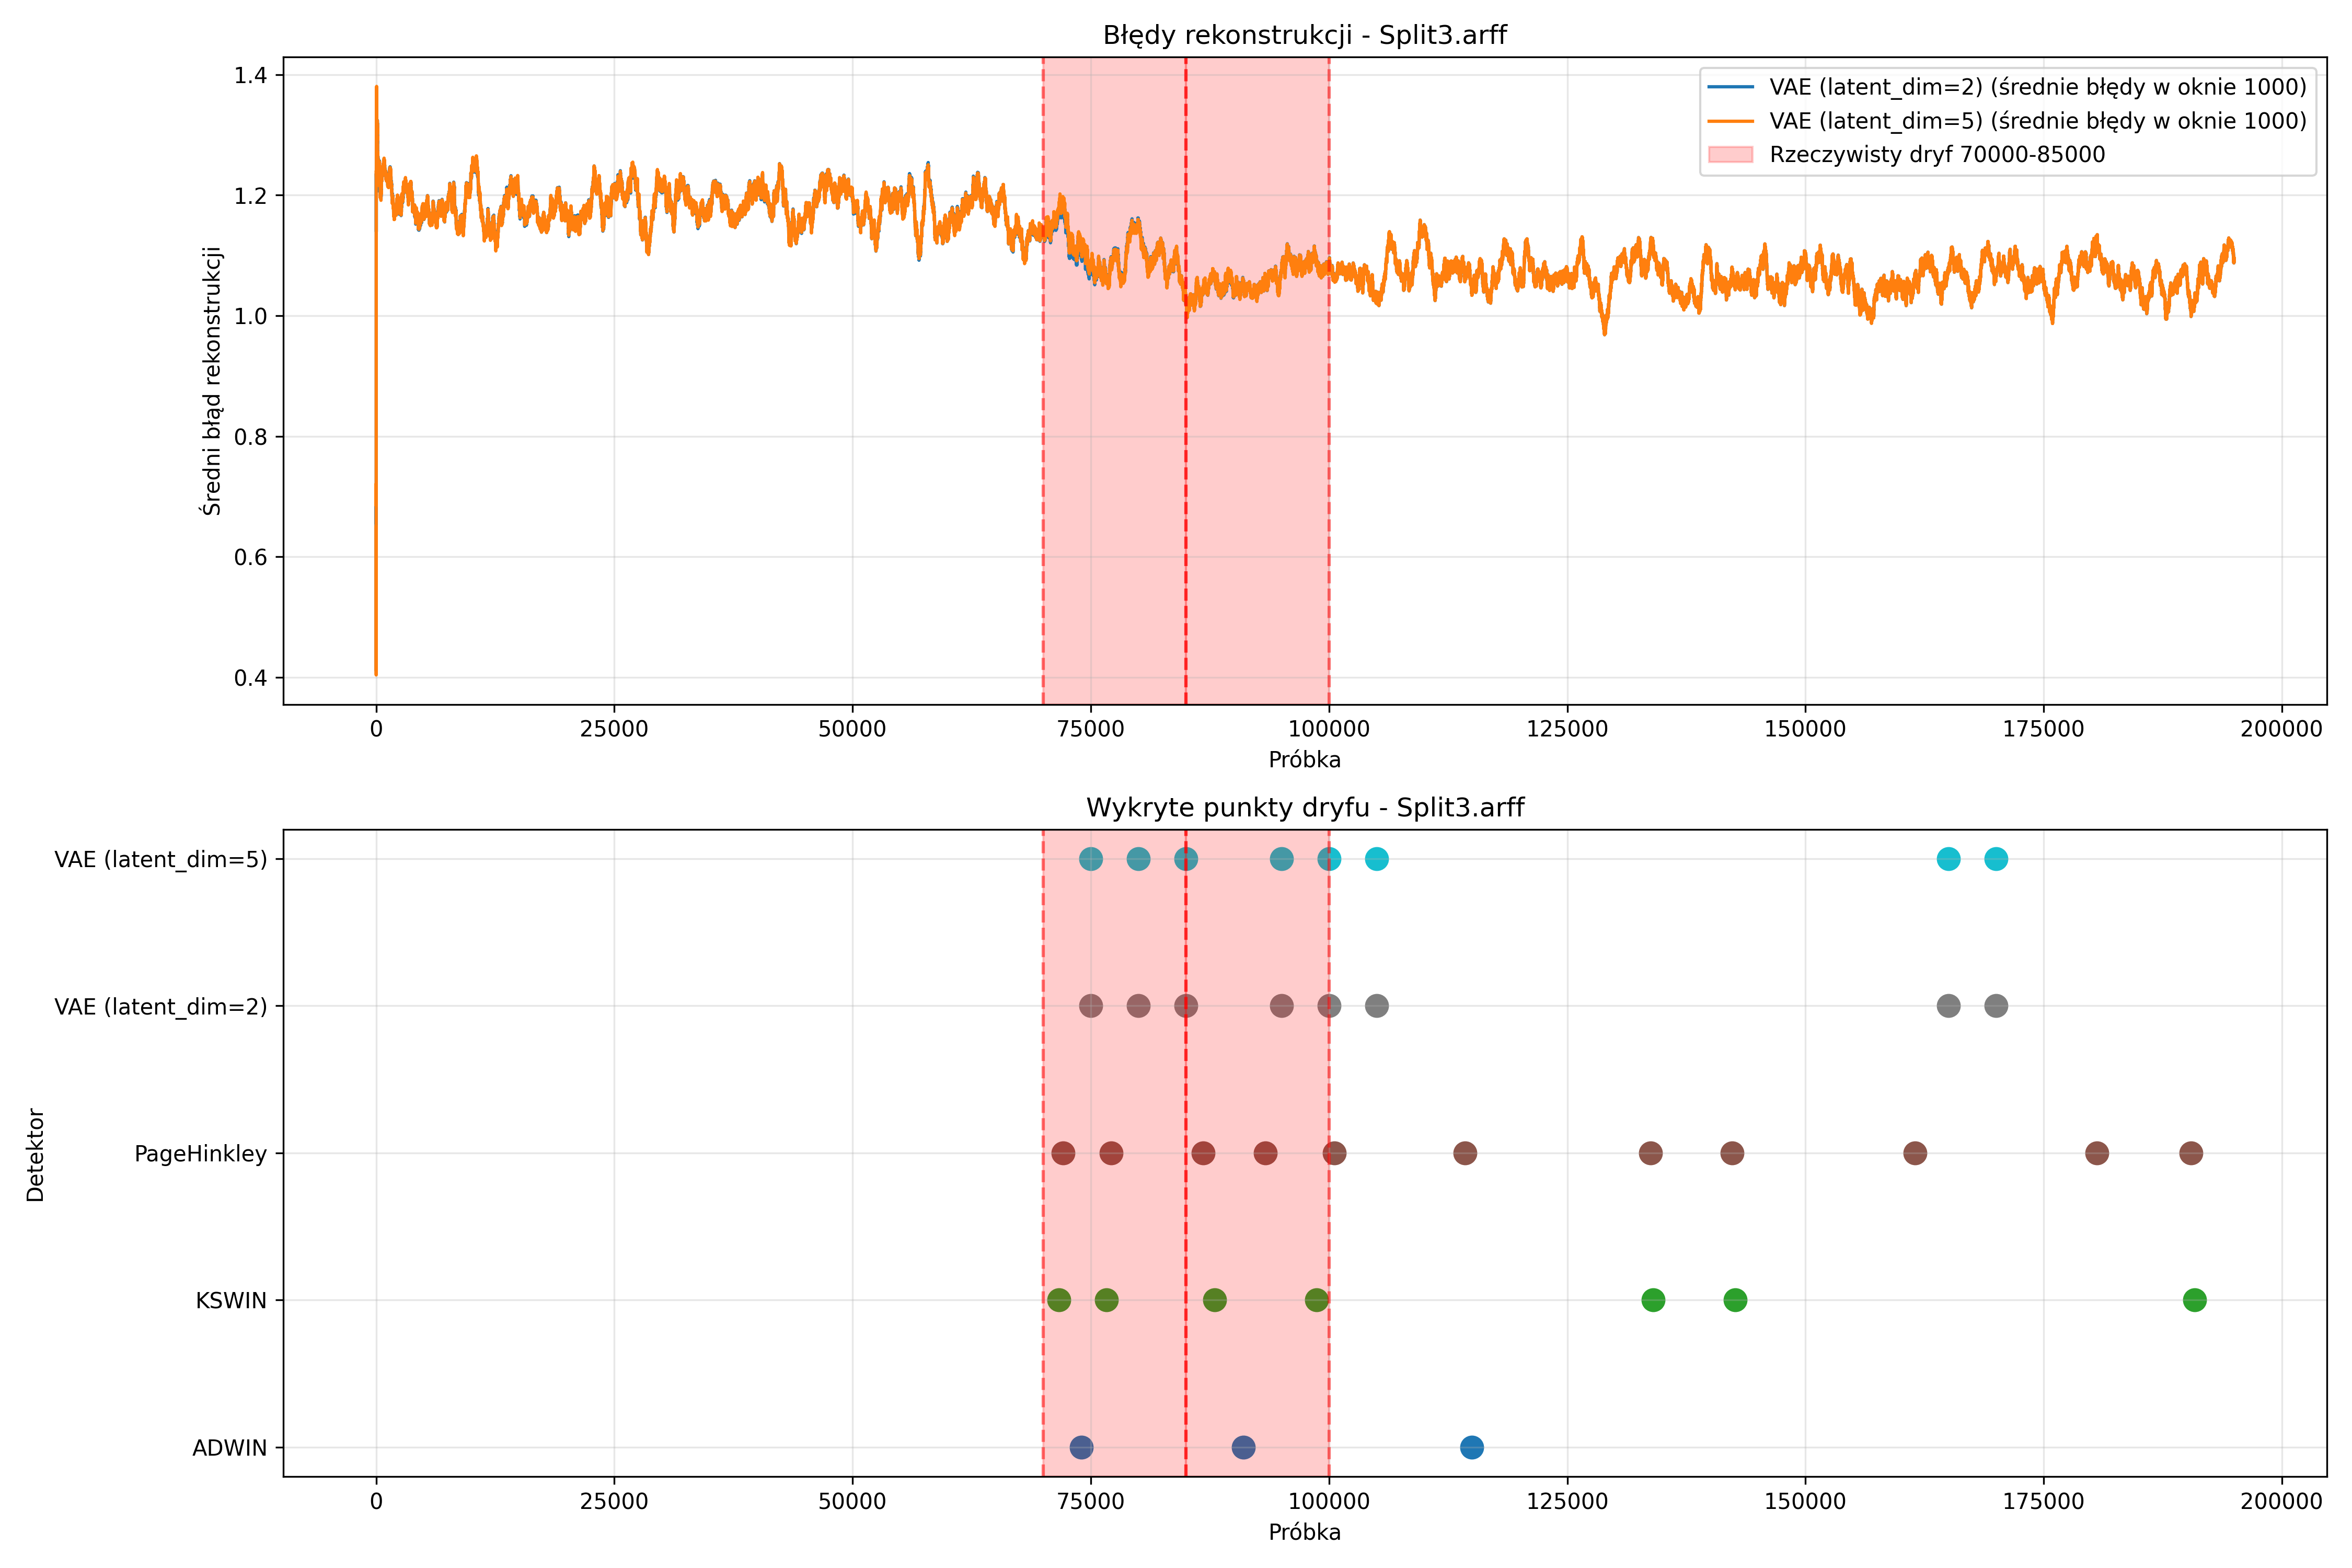 Błędy rekonstrukcji - Split3.arff
1.4
1.2
1.0
0.8
0.6
0.4
Średni błąd rekonstrukcji
VAE (latent_dim=2) (średnie błędy w oknie 1000)
VAE (latent_dim=5) (średnie błędy w oknie 1000)
Rzeczywisty dryf 70000-85000
0 25000 50000 75000 100000 125000 150000 175000 200000
Próbka
Wykryte punkty dryfu - Split3.arff
VAE (latent_dim=5)
VAE (latent_dim=2)
PageHinkley
KSWIN
ADWIN
Detektor
0 25000 50000 75000 100000 125000 150000 175000 200000
Próbka